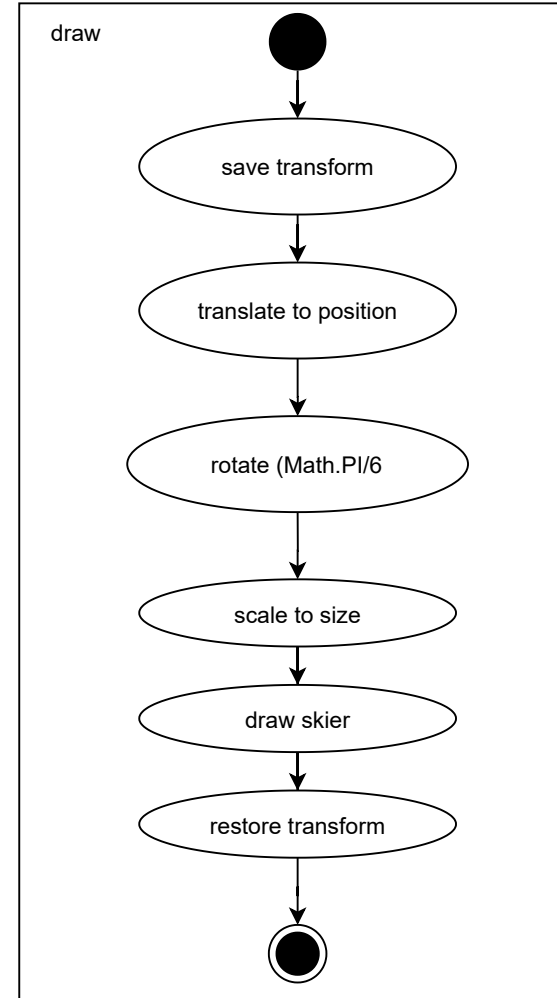 draw
save transform
translate to position
rotate (Math.PI/6
scale to size
draw skier
restore transform